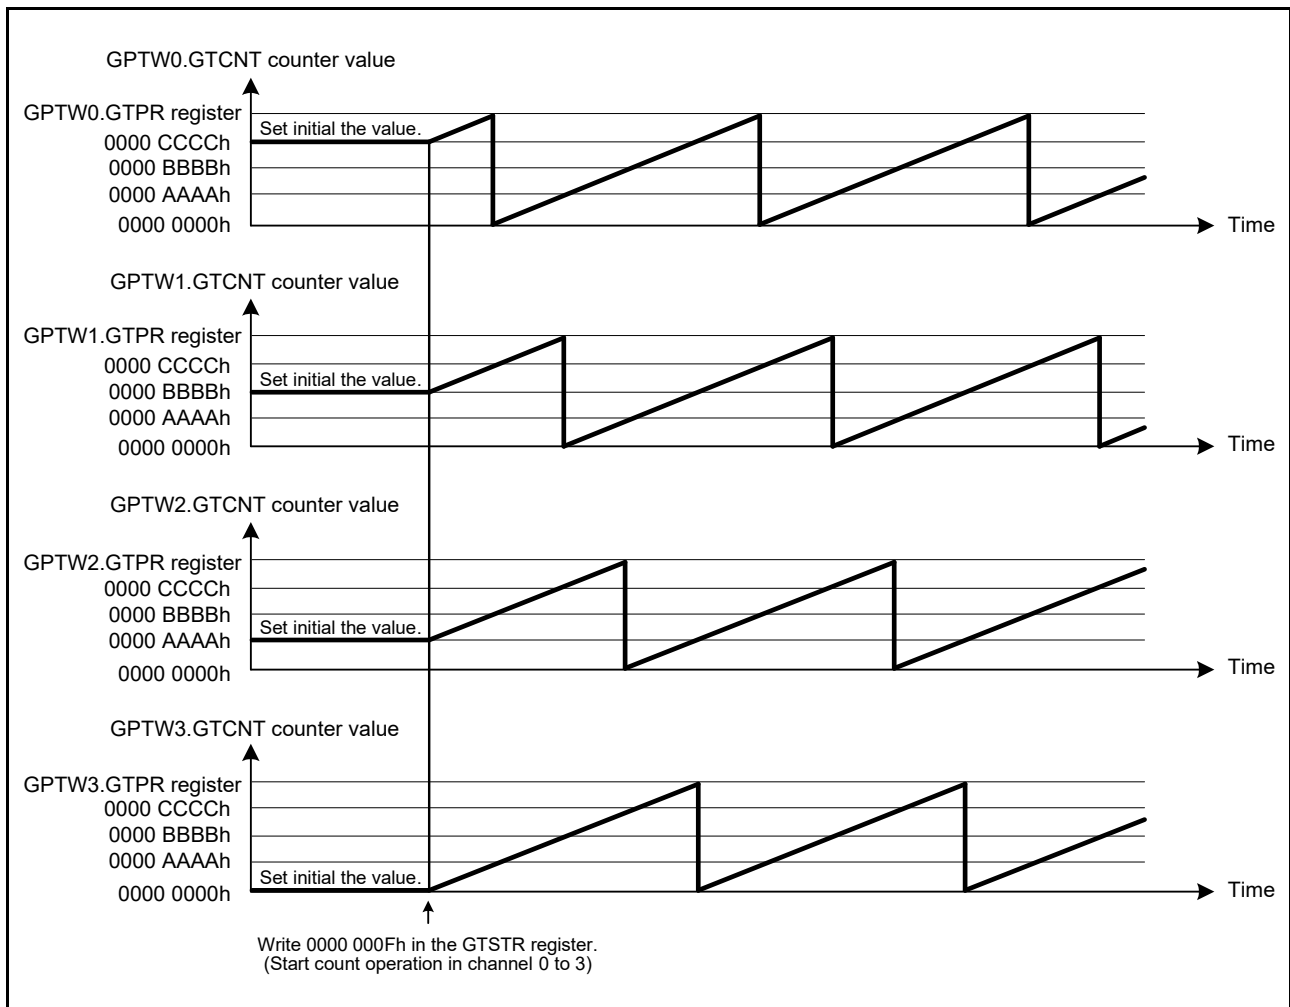 GPTW0.GTCNT counter value
GPTW0.GTPR register
Set initial the value.
0000 CCCCh
0000 BBBBh
0000 AAAAh
0000 0000h
Time
GPTW1.GTCNT counter value
GPTW1.GTPR register
0000 CCCCh
Set initial the value.
0000 BBBBh
0000 AAAAh
0000 0000h
Time
GPTW2.GTCNT counter value
GPTW2.GTPR register
0000 CCCCh
0000 BBBBh
Set initial the value.
0000 AAAAh
0000 0000h
Time
GPTW3.GTCNT counter value
GPTW3.GTPR register
0000 CCCCh
0000 BBBBh
0000 AAAAh
Set initial the value.
0000 0000h
Time
Write 0000 000Fh in the GTSTR register.
(Start count operation in channel 0 to 3)